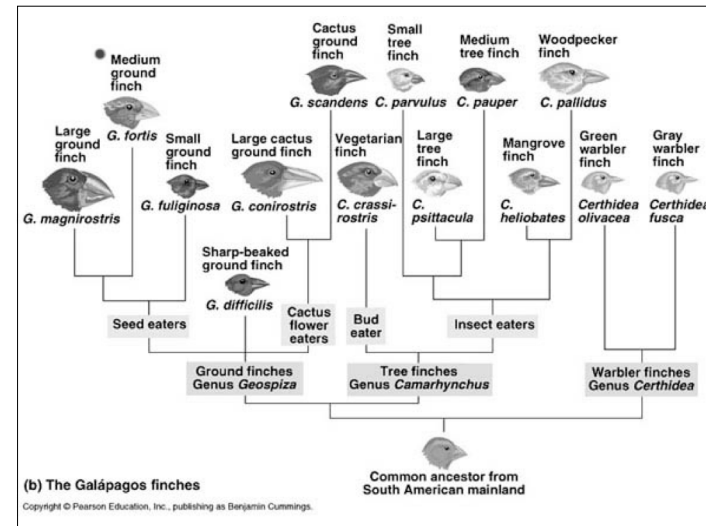 Medium
ground
finch
G. fortis
Large
ground
finch
G. magnirostris
Small
ground
finch
G. fuliginosa
Large cactus
ground finch
G. conirostris
Cactus
ground
finch
G. scandens
Vegetarian
finch
C. crassi-
rostris
Small
tree
finch
C. parvulus
Large
tree
finch
C.
psittacula
Medium
tree finch
C. pauper
Mangrove
finch
C.
heliobates
Woodpecker
finch
C. pallidus
Green
warbler
finch
Certhidea
olivacea
Gray
warbler
finch
Certhidea
fusca
Sharp-beaked
ground finch
G. difficilis
Seed eaters
Cactus
flower
eaters
Bud
eater
Insect eaters
Ground finches
Genus Geospiza
Tree finches
Genus Camarhynchus
Warbler finches
Genus Certhidea
Common ancestor from
South American mainland
(b) The Galápagos finches
Copyright © Pearson Education, Inc., publishing as Benjamin Cummings.